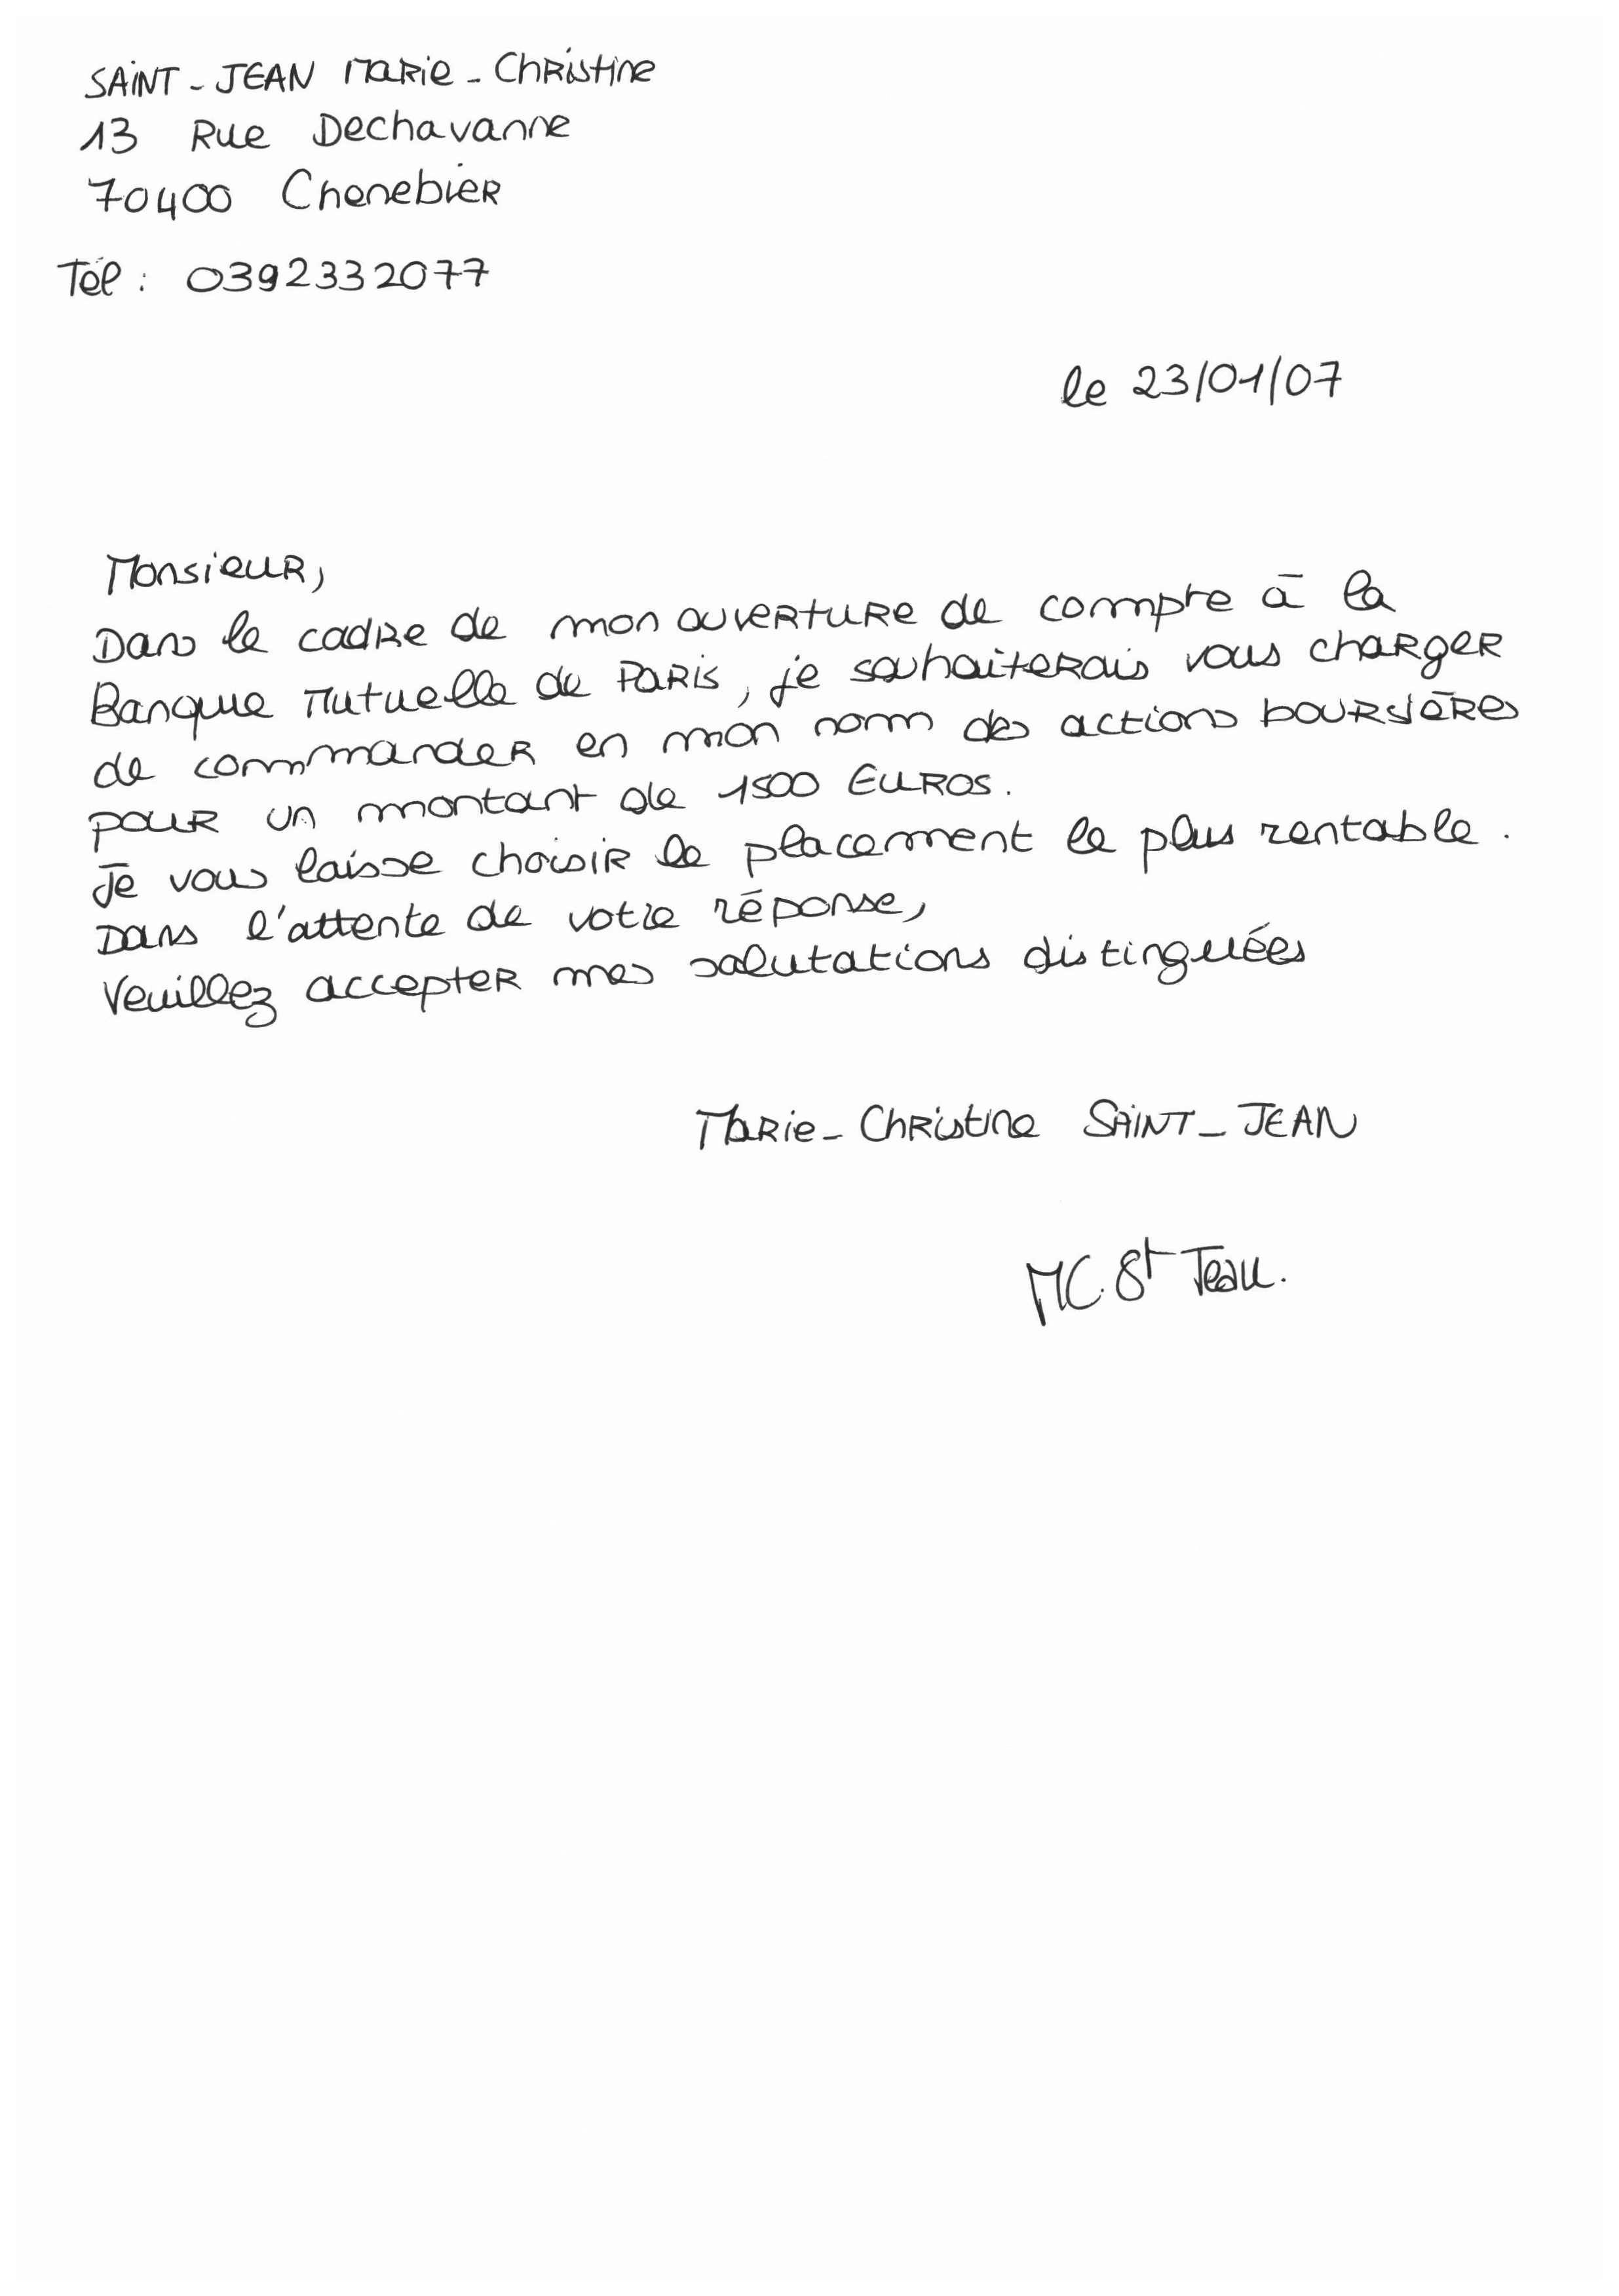 SAINT-JEAN Marie-Christine
13 Rue Dechavanne
70400 Chenebier
Tél : 0392332077
le 23/01/07
Monsieur,
Dans le cadre de mon ouverture de compte à la
Banque Mutuelle de PARIS, je souhaiterais vous charger
de commander en mon nom des actions boursières
pour un montant de 1500 Euros.
Je vous laisse choisir le placement le plus rentable.
Dans l'attente de votre réponse,
Veuillez accepter mes salutations distinguées
Marie-Christine SAINT-JEAN
MC. St Jean.